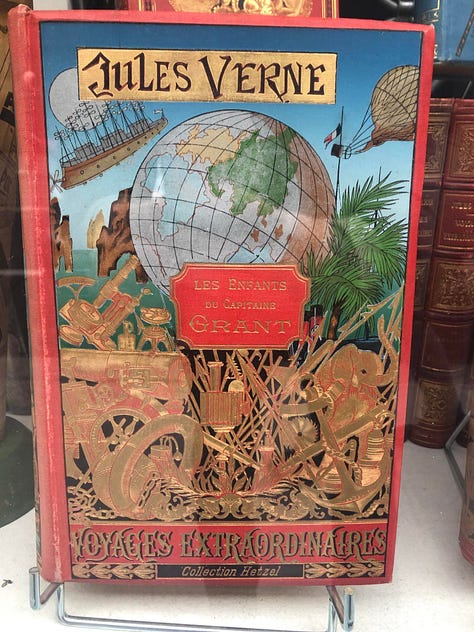 JULES VERNE
LES ENFANTS
DU CAPITAINE
GRANT
VOYAGES EXTRAORDINAIRES
Collection Hetzel